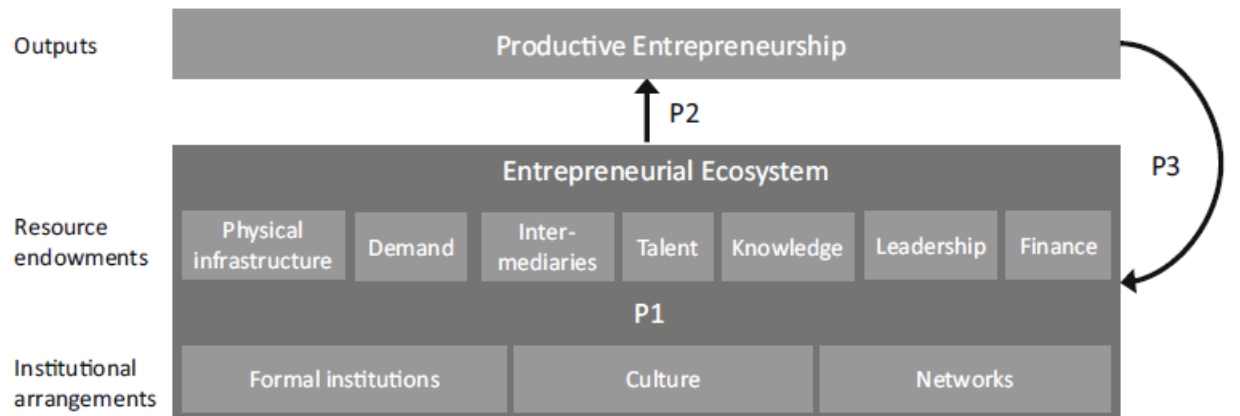 Outputs
Productive Entrepreneurship
P2
P3
Entrepreneurial Ecosystem
Resource
endowments
Physical
infrastructure
Demand
Inter-
mediaries
Talent
Knowledge
Leadership
Finance
P1
Institutional
arrangements
Formal institutions
Culture
Networks